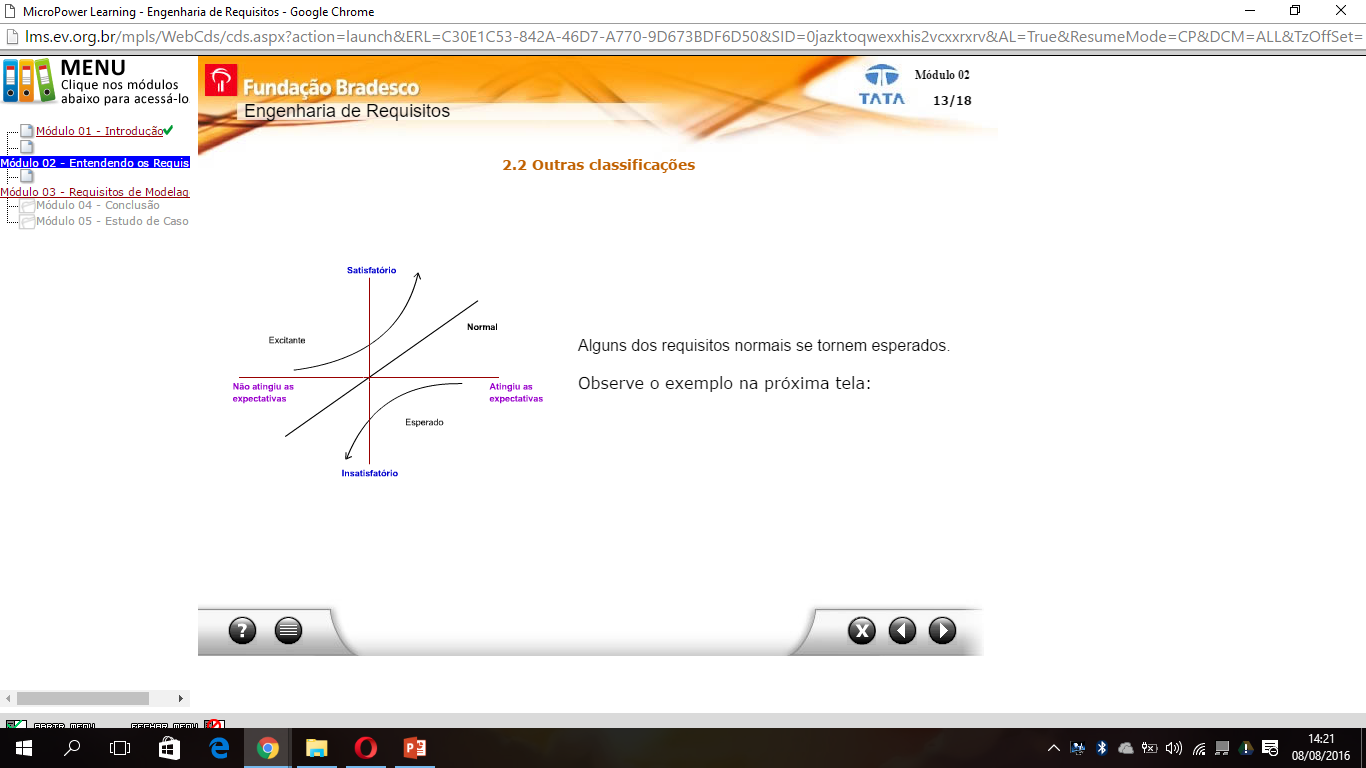 MicroPower Learning - Engenharia de Requisitos - Google Chrome
lms.ev.org.br/mpls/WebCds/cds.aspx?action=launch&ERL=C30E1C53-842A-46D7-A770-9D673BDF6D50&SID=0jazktoqwexxhis2vcxxrxrv&AL=True&ResumeMode=CP&DCM=ALL&TzOffSet=
MENU
Clique nos módulos
abaixo para acessá-lo
Módulo 01 - Introdução
Módulo 02 - Entendendo os Requis
Módulo 03 - Requisitos de Modelag
Módulo 04 - Conclusão
Módulo 05 - Estudo de Caso
Fundação Bradesco
Engenharia de Requisitos
TATA
Módulo 02
13/18
2.2 Outras classificações
Satisfatório
Normal
Excitante
Não atingiu as
expectativas
Atingiu as
expectativas
Esperado
Insatisfatório
Alguns dos requisitos normais se tornem esperados.
Observe o exemplo na próxima tela:
?
X
ABRIR MENU
FECHAR MENU
14:21
08/08/2016